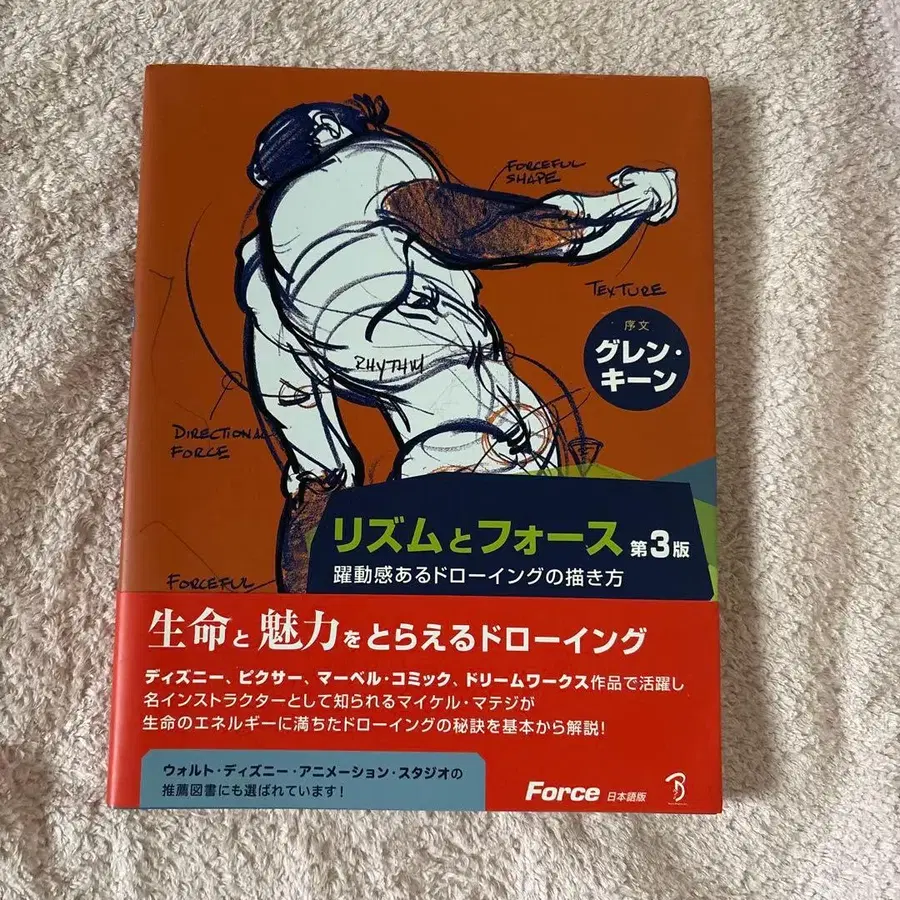 FORCEFUL
SHAPE
TEXTURE
序文
グレン・
キーン
RHYTHM
DIRECTIONAL
FORCE
リズムとフォース 第3版
躍動感あるドローイングの描き方
FORCEFUL
生命と魅力をとらえるドローイング
ディズニー、ピクサー、マーベル・コミック、ドリームワークス作品で活躍し
名インストラクターとして知られるマイケル・マテジが
生命のエネルギーに満ちたドローイングの秘訣を基本から解説!
ウォルト・ディズニー・アニメーション・スタジオの
推薦図書にも選ばれています!
Force 日本語版